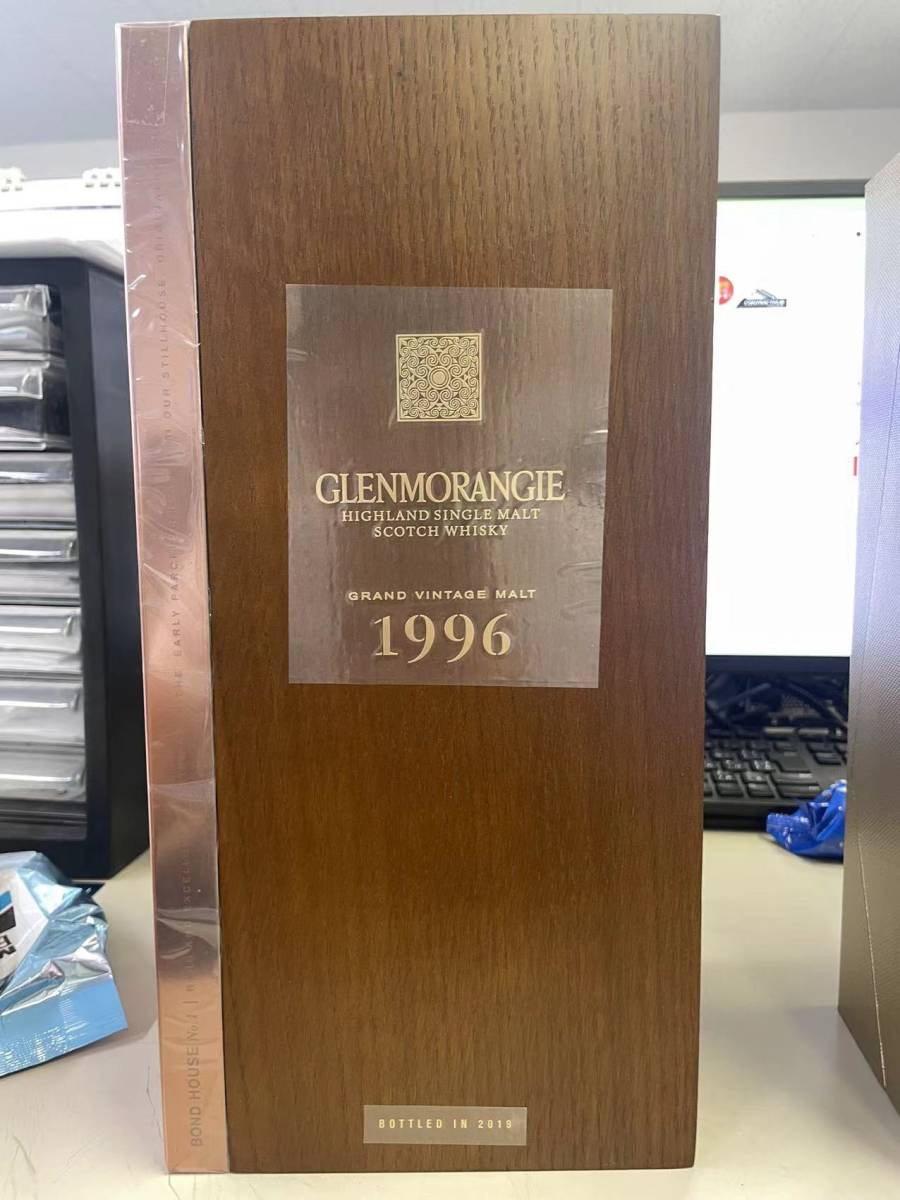 GLENMORANGIE
HIGHLAND SINGLE MALT
SCOTCH WHISKY
GRAND VINTAGE MALT
1996
BOTTLED IN 2019
BOND HOUSE No.1 |
THE EARLY
OUR STILLHOUSE.